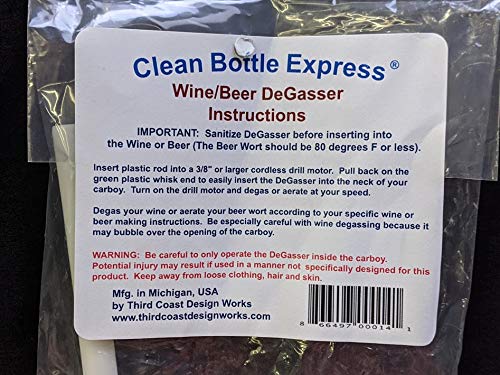 Clean Bottle Express®
Wine/Beer DeGasser
Instructions
IMPORTANT: Sanitize DeGasser before inserting into
the Wine or Beer (The Beer Wort should be 80 degrees F or less).
Insert plastic rod into a 3/8" or larger cordless drill motor. Pull back on the
green plastic whisk end to easily insert the DeGasser into the neck of your
carboy. Turn on the drill motor and degas or aerate at your speed.
Degas your wine or aerate your beer wort according to your specific wine or
beer making instructions. Be especially careful with wine degassing because it
may bubble over the opening of the carboy.
WARNING: Be careful to only operate the DeGasser inside the carboy.
Potential injury may result if used in a manner not specifically designed for this
product. Keep away from loose clothing, hair and skin.
Mfg. in Michigan, USA
by Third Coast Design Works
www.thirdcoastdesignworks.com
8 66497 00014 1